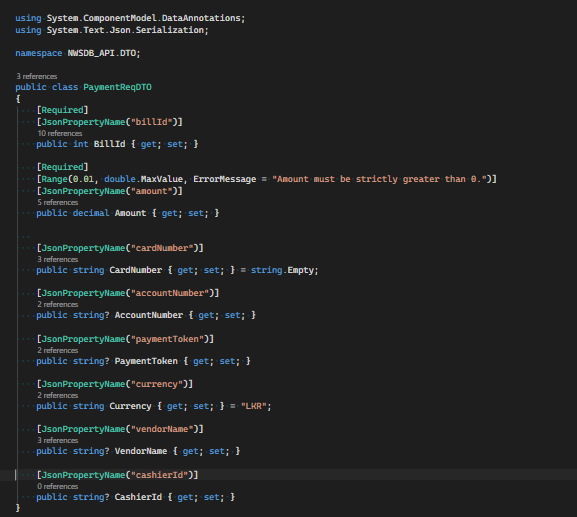 using System.ComponentModel.DataAnnotations;
using System.Text.Json.Serialization;
namespace NWSDB_API.DTO;
3 references
public class PaymentReqDTO
{
[Required]
[JsonPropertyName("billId")]
10 references
public int BillId { get; set; }
[Required]
[Range(0.01, double.MaxValue, ErrorMessage = "Amount must be strictly greater than 0.")]
[JsonPropertyName("amount")]
5 references
public decimal Amount { get; set; }
[JsonPropertyName("cardNumber")]
3 references
public string CardNumber { get; set; } = string.Empty;
[JsonPropertyName("accountNumber")]
2 references
public string? AccountNumber { get; set; }
[JsonPropertyName("paymentToken")]
2 references
public string? PaymentToken { get; set; }
[JsonPropertyName("currency")]
2 references
public string Currency { get; set; } = "LKR";
[JsonPropertyName("vendorName")]
3 references
public string? VendorName { get; set; }
[JsonPropertyName("cashierId")]
0 references
public string? CashierId { get; set; }
}